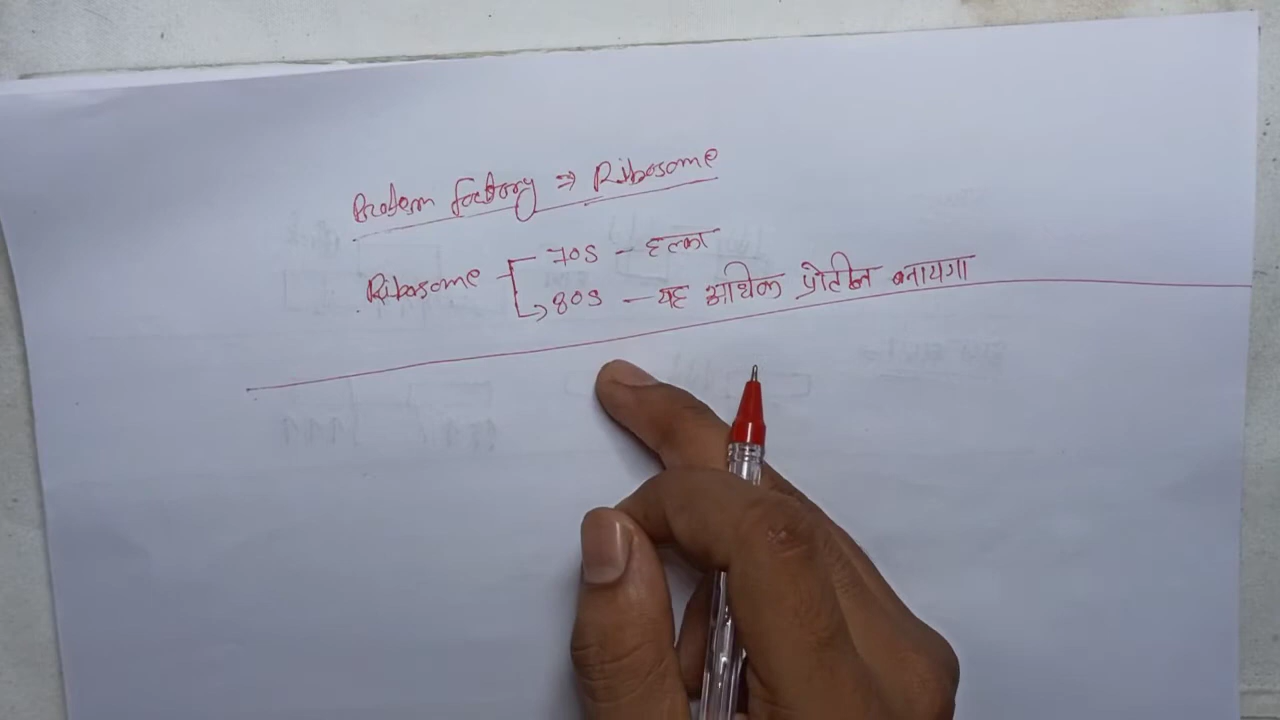 Protein factory ⇒ Ribosome
Ribosome
70S - हल्का
80S - यह अधिक प्रोटीन बनायगा